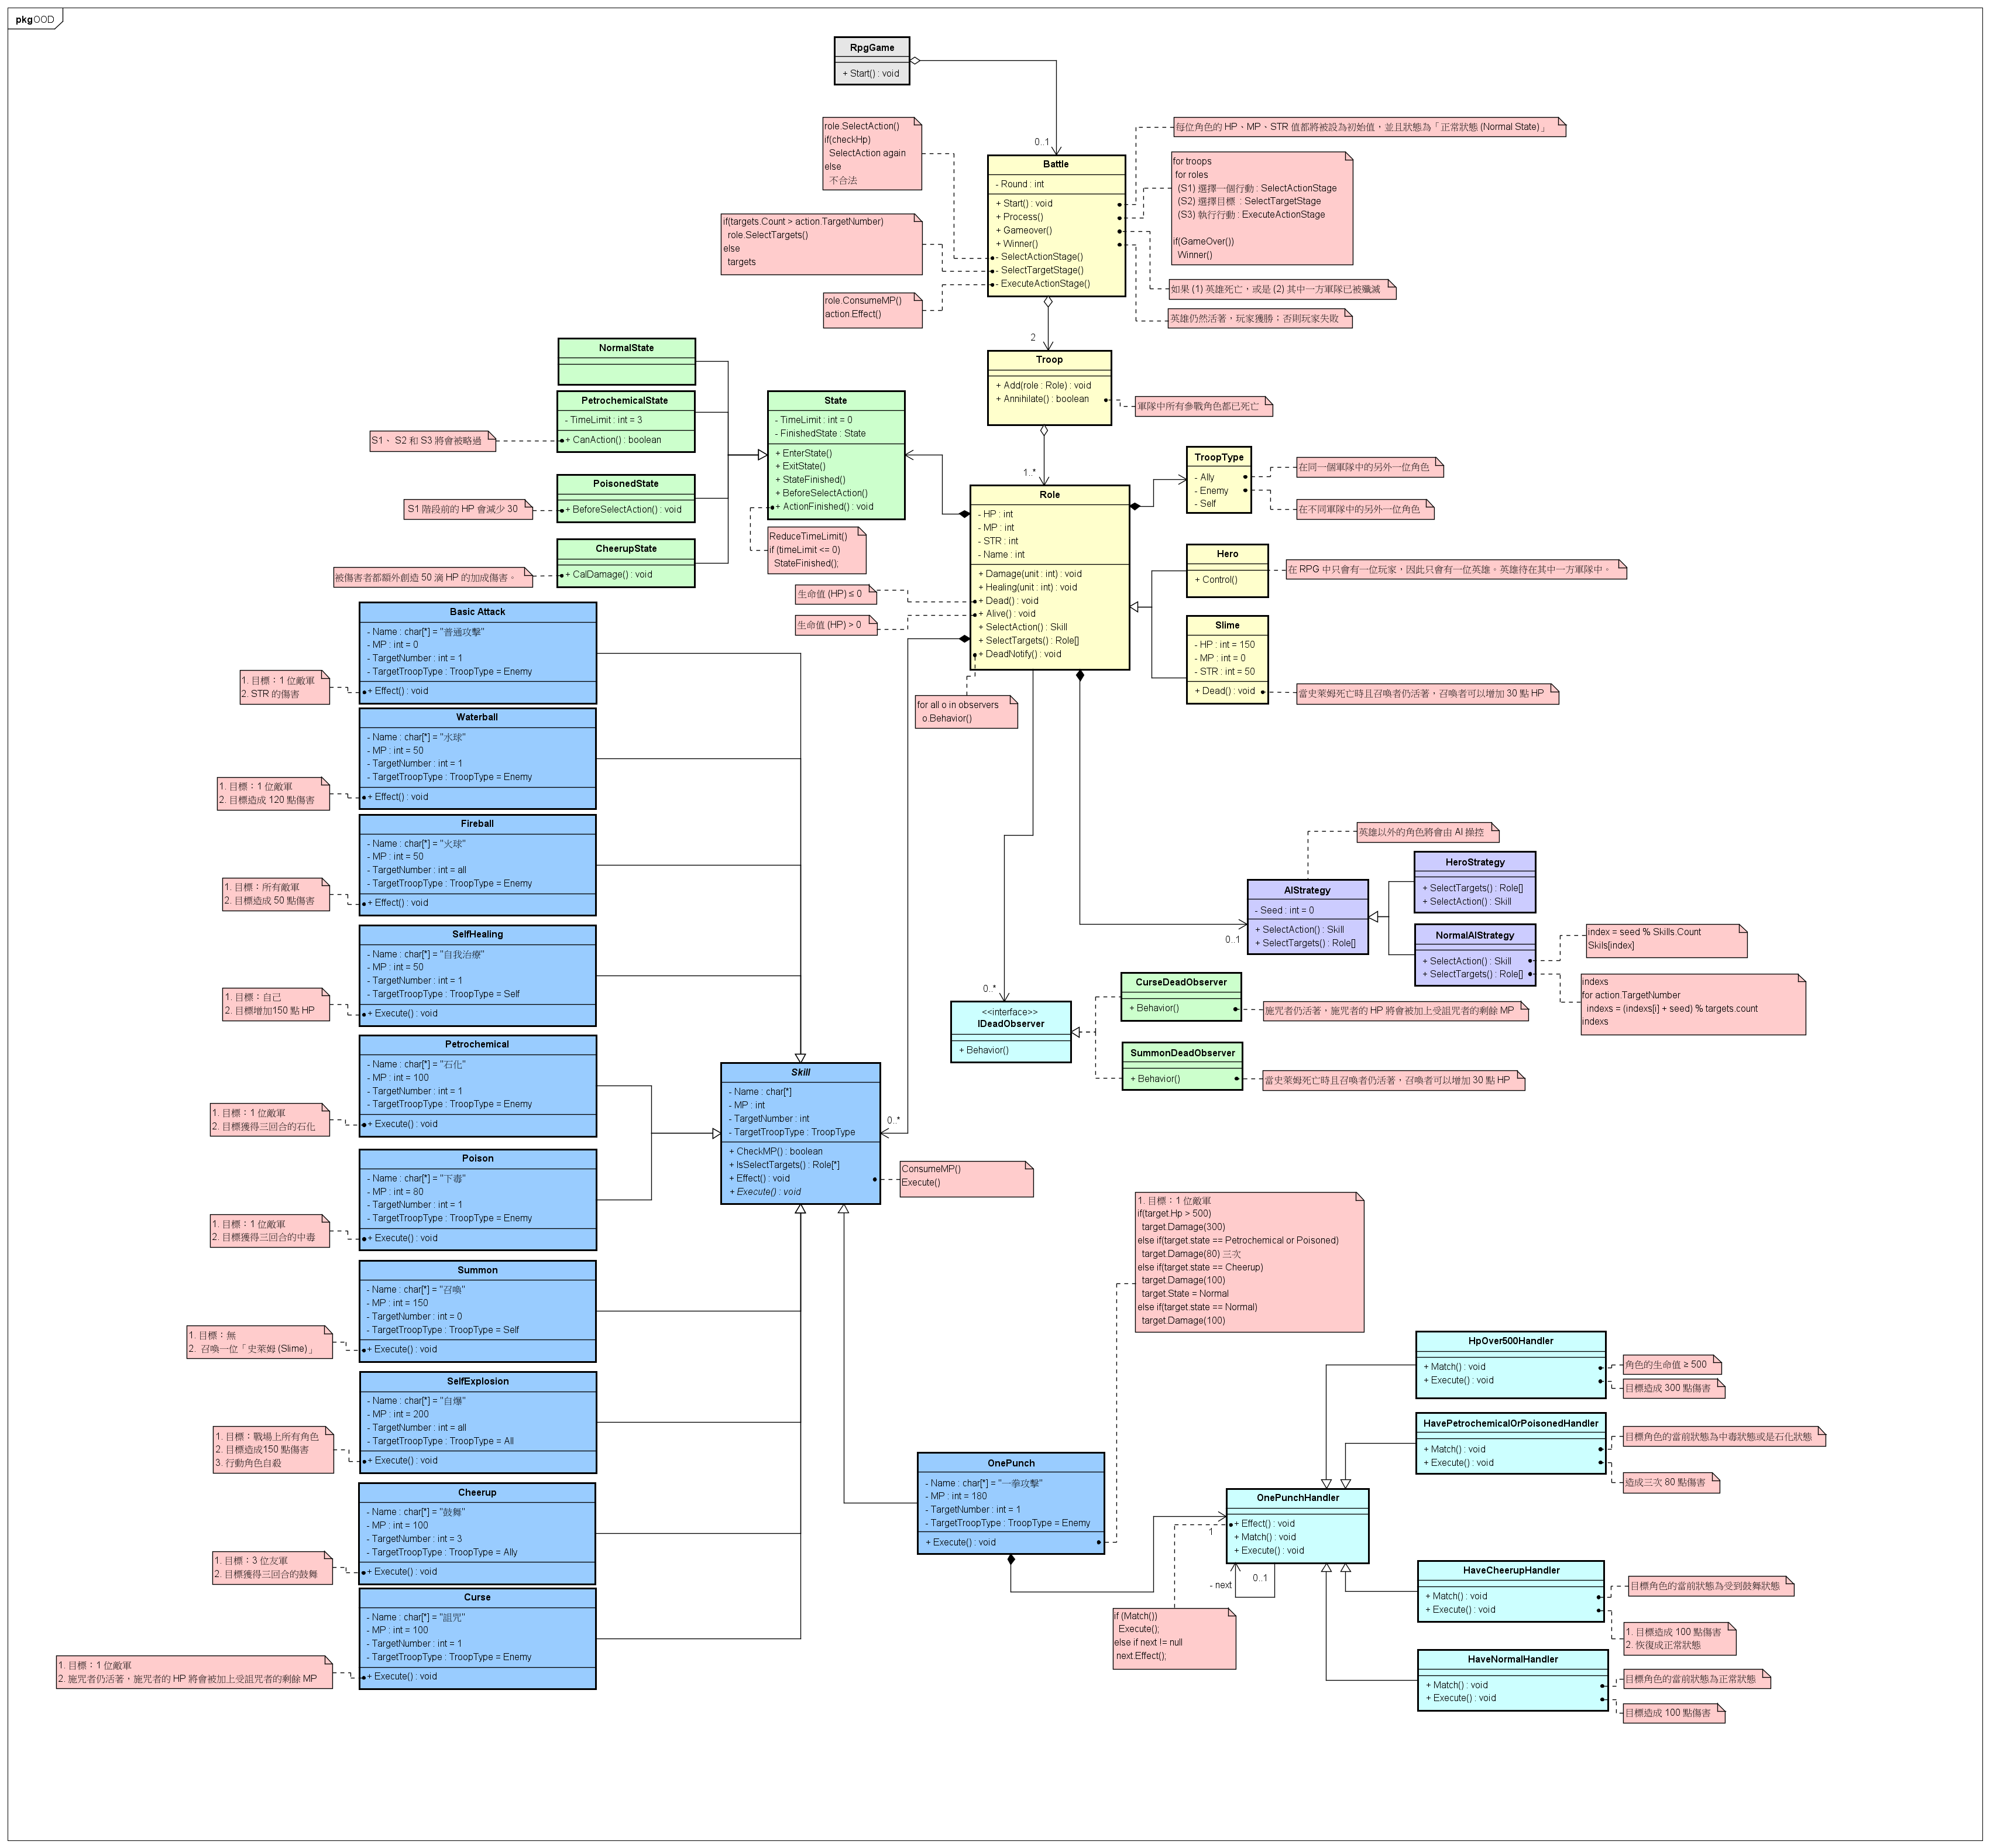 pkg OOD
RpgGame
+ Start() : void
0..1
Battle
- Round : int
+ Start() : void
+ Process()
+ Gameover()
+ Winner()
- SelectActionStage()
- SelectTargetStage()
- ExecuteActionStage()
role.SelectAction()
if(checkHp)
SelectAction again
else
不合法
if(targets.Count > action.TargetNumber)
role.SelectTargets()
else
targets
role.ConsumeMP()
action.Effect()
每位角色的 HP、MP、STR 值都將被設為初始值，並且狀態為「正常狀態 (Normal State)」
for troops
for roles
(S1) 選擇一個行動 : SelectActionStage
(S2) 選擇目標 : SelectTargetStage
(S3) 執行行動 : ExecuteActionStage
if(GameOver())
Winner()
如果 (1) 英雄死亡，或是 (2) 其中一方軍隊已被殲滅
英雄仍然活著，玩家獲勝；否則玩家失敗
2
Troop
+ Add(role : Role) : void
+ Annihilate() : boolean
軍隊中所有參戰角色都已死亡
1..*
NormalState
PetrochemicalState
- TimeLimit : int = 3
+ CanAction() : boolean
S1、 S2 和 S3 將會被略過
PoisonedState
+ BeforeSelectAction() : void
S1 階段前的 HP 會減少 30
CheerupState
+ CalDamage() : void
被傷害者都額外創造 50 滴 HP 的加成傷害。
State
- TimeLimit : int = 0
- FinishedState : State
+ EnterState()
+ ExitState()
+ StateFinished()
+ BeforeSelectAction()
+ ActionFinished() : void
ReduceTimeLimit()
if (timeLimit <= 0)
StateFinished();
Role
- HP : int
- MP : int
- STR : int
- Name : int
+ Damage(unit : int) : void
+ Healing(unit : int) : void
+ Dead() : void
+ Alive() : void
+ SelectAction() : Skill
+ SelectTargets() : Role[]
+ DeadNotify() : void
生命值 (HP) ≤ 0
生命值 (HP) > 0
for all o in observers
o.Behavior()
TroopType
- Ally
- Enemy
- Self
在同一個軍隊中的另外一位角色
在不同軍隊中的另外一位角色
Hero
+ Control()
在 RPG 中只會有一位玩家，因此只會有一位英雄。英雄待在其中一方軍隊中。
Slime
- HP : int = 150
- MP : int = 0
- STR : int = 50
+ Dead() : void
當史萊姆死亡時且召喚者仍活著，召喚者可以增加 30 點 HP
Basic Attack
- Name : char[*] = "普通攻擊"
- MP : int = 0
- TargetNumber : int = 1
- TargetTroopType : TroopType = Enemy
+ Effect() : void
1. 目標：1 位敵軍
2. STR 的傷害
Waterball
- Name : char[*] = "水球"
- MP : int = 50
- TargetNumber : int = 1
- TargetTroopType : TroopType = Enemy
+ Effect() : void
1. 目標：1 位敵軍
2. 目標造成 120 點傷害
Fireball
- Name : char[*] = "火球"
- MP : int = 50
- TargetNumber : int = all
- TargetTroopType : TroopType = Enemy
+ Effect() : void
1. 目標：所有敵軍
2. 目標造成 50 點傷害
SelfHealing
- Name : char[*] = "自我治療"
- MP : int = 50
- TargetNumber : int = 1
- TargetTroopType : TroopType = Self
+ Execute() : void
1. 目標：自己
2. 目標增加150 點 HP
Petrochemical
- Name : char[*] = "石化"
- MP : int = 100
- TargetNumber : int = 1
- TargetTroopType : TroopType = Enemy
+ Execute() : void
1. 目標：1 位敵軍
2. 目標獲得三回合的石化
Poison
- Name : char[*] = "下毒"
- MP : int = 80
- TargetNumber : int = 1
- TargetTroopType : TroopType = Enemy
+ Execute() : void
1. 目標：1 位敵軍
2. 目標獲得三回合的中毒
Summon
- Name : char[*] = "召喚"
- MP : int = 150
- TargetNumber : int = 0
- TargetTroopType : TroopType = Self
+ Execute() : void
1. 目標：無
2. 召喚一位「史萊姆 (Slime)」
SelfExplosion
- Name : char[*] = "自爆"
- MP : int = 200
- TargetNumber : int = all
- TargetTroopType : TroopType = All
+ Execute() : void
1. 目標：戰場上所有角色
2. 目標造成150 點傷害
3. 行動角色自殺
Cheerup
- Name : char[*] = "鼓舞"
- MP : int = 100
- TargetNumber : int = 3
- TargetTroopType : TroopType = Ally
+ Execute() : void
1. 目標：3 位友軍
2. 目標獲得三回合的鼓舞
Curse
- Name : char[*] = "詛咒"
- MP : int = 100
- TargetNumber : int = 1
- TargetTroopType : TroopType = Enemy
+ Execute() : void
1. 目標：1 位敵軍
2. 施咒者仍活著，施咒者的 HP 將會被加上受詛咒者的剩餘 MP
Skill
- Name : char[*]
- MP : int
- TargetNumber : int
- TargetTroopType : TroopType
+ CheckMP() : boolean
+ IsSelectTargets() : Role[*]
+ Effect() : void
+ Execute() : void
0..*
ConsumeMP()
Execute()
英雄以外的角色將會由 AI 操控
AIStrategy
- Seed : int = 0
+ SelectAction() : Skill
+ SelectTargets() : Role[]
0..1
HeroStrategy
+ SelectTargets() : Role[]
+ SelectAction() : Skill
NormalAIStrategy
+ SelectAction() : Skill
+ SelectTargets() : Role[]
index = seed % Skills.Count
Skils[index]
indexs
for action.TargetNumber
indexs = (indexs[i] + seed) % targets.count
indexs
0..*
<<interface>>
IDeadObserver
+ Behavior()
CurseDeadObserver
+ Behavior()
施咒者仍活著，施咒者的 HP 將會被加上受詛咒者的剩餘 MP
SummonDeadObserver
+ Behavior()
當史萊姆死亡時且召喚者仍活著，召喚者可以增加 30 點 HP
1. 目標：1 位敵軍
if(target.Hp > 500)
target.Damage(300)
else if(target.state == Petrochemical or Poisoned)
target.Damage(80) 三次
else if(target.state == Cheerup)
target.Damage(100)
target.State = Normal
else if(target.state == Normal)
target.Damage(100)
OnePunch
- Name : char[*] = "一拳攻擊"
- MP : int = 180
- TargetNumber : int = 1
- TargetTroopType : TroopType = Enemy
+ Execute() : void
OnePunchHandler
+ Effect() : void
+ Match() : void
+ Execute() : void
1
0..1
- next
if (Match())
Execute();
else if next != null
next.Effect();
HpOver500Handler
+ Match() : void
+ Execute() : void
角色的生命值 ≥ 500
目標造成 300 點傷害
HavePetrochemicalOrPoisonedHandler
+ Match() : void
+ Execute() : void
目標角色的當前狀態為中毒狀態或是石化狀態
造成三次 80 點傷害
HaveCheerupHandler
+ Match() : void
+ Execute() : void
目標角色的當前狀態為受到鼓舞狀態
1. 目標造成 100 點傷害
2. 恢復成正常狀態
HaveNormalHandler
+ Match() : void
+ Execute() : void
目標角色的當前狀態為正常狀態
目標造成 100 點傷害